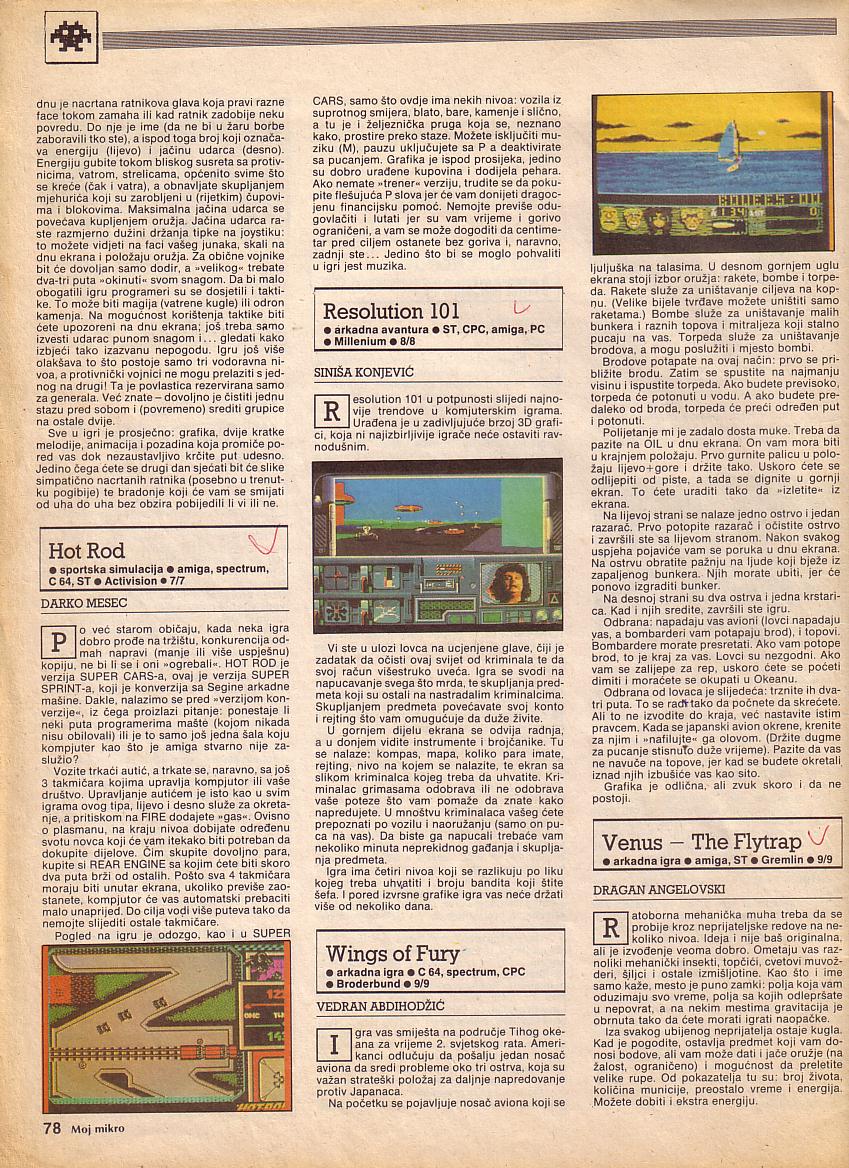 dnu je nacrtana ratnikova glava koja pravi razne
face tokom zamaha ili kad ratnik zadobije neku
povredu. Do nje je ime (da ne bi u žaru borbe
zaboravili tko ste), a ispod toga broj koji označa-
va energiju (lijevo) i jačinu udarca (desno).
Energiju gubite tokom bliskog susreta sa protiv-
nicima, vatrom, strelicama, općenito svime što
se kreće (čak i vatra), a obnavljate skupljanjem
mjehurića koji su zarobljeni u (rijetkim) ćupovi-
ma i blokovima. Maksimalna jačina udarca se
povećava kupljenjem oružja. Jačina udarca ra-
ste razmjerno dužini držanja tipke na joystiku:
to možete vidjeti na faci vašeg junaka, skali na
dnu ekrana i položaju oružja. Za obične vojnike
bit će dovoljan samo dodir, a »velikog« trebate
dva-tri puta »okinuti« svom snagom. Da bi malo
obogatili igru programeri su se dosjetili i takti-
ke. To može biti magija (vatrene kugle) ili odron
kamenja. Na mogućnost korištenja taktike biti
ćete upozoreni na dnu ekrana; još treba samo
izvesti udarac punom snagom i... gledati kako
izbjeći tako izazvanu nepogodu. Igru još više
olakšava to što postoje samo tri vodoravna ni-
voa, a protivnički vojnici ne mogu prelaziti s jed-
nog na drugi! Ta je povlastica rezervirana samo
za generala. Već znate – dovoljno je čistiti jednu
stazu pred sobom i (povremeno) srediti grupice
na ostale dvije.
Sve u igri je prosječno: grafika, dvije kratke
melodije, animacija i pozadina koja promiče po-
red vas dok nezaustavljivo krčite put udesno.
Jedino čega ćete se drugi dan sjećati bit će slike
simpatično nacrtanih ratnika (posebno u trenut-
ku pogibije) te bradonje koji će vam se smijati
od uha do uha bez obzira pobijedili li vi ili ne.
Hot Rod
● sportska simulacija ● amiga, spectrum,
C 64, ST ● Activision ● 7/7
DARKO MESEC
Po već starom običaju, kada neka igra
dobro prođe na tržištu, konkurencija od-
mah napravi (manje ili više uspješnu)
kopiju, ne bi li se i oni »ogrebali«. HOT ROD je
verzija SUPER CARS-a, ovaj je verzija SUPER
SPRINT-a, koji je konverzija sa Segine arkadne
mašine. Dakle, nalazimo se pred »verzijom kon-
verzije«, iz čega proizlazi pitanje: ponestaje li
neki puta programerima mašte (kojom nikada
nisu obilovali) ili je to samo još jedna šala koju
kompjuter kao što je amiga stvarno nije za-
služio?
Vozite trkaći autić, a trkate se, naravno, sa još
3 takmičara kojima upravlja kompjutor ili vaše
društvo. Upravljanje autićem je isto kao u svim
igrama ovog tipa, lijevo i desno služe za okreta-
nje, a pritiskom na FIRE dodajete »gas«. Ovisno
o plasmanu, na kraju nivoa dobijate određenu
svotu novca koji će vam itekako biti potreban da
dokupite dijelove. Čim skupite dovoljno para,
kupite si REAR ENGINE sa kojim ćete biti skoro
dva puta brži od ostalih. Pošto sva 4 takmičara
moraju biti unutar ekrana, ukoliko previše zao-
stanete, kompjutor će vas automatski prebaciti
malo unaprijed. Do cilja vodi više puteva tako da
nemojte slijediti ostale takmičare.
Pogled na igru je odozgo, kao i u SUPER
HOTROD
78 Moj mikro
CARS, samo što ovdje ima nekih nivoa: vozila iz
suprotnog smijera, blato, bare, kamenje i slično,
a tu je i željeznička pruga koja se, neznano
kako, prostire preko staze. Možete isključiti mu-
ziku (M), pauzu uključujete sa P a deaktivirate
sa pucanjem. Grafika je ispod prosijeka, jedino
su dobro urađene kupovina i dodijela pehara.
Ako nemate »trener« verziju, trudite se da poku-
pite flešujuća P slova jer će vam donijeti dragoc-
jenu financijsku pomoć. Nemojte previše odu-
govlačiti i lutati jer su vam vrijeme i gorivo
ograničeni, a vam se može dogoditi da centime-
tar pred ciljem ostanete bez goriva i, naravno,
zadnji ste... Jedino što bi se moglo pohvaliti
u igri jest muzika.
Resolution 101
● arkadna avantura ● ST, CPC, amiga, PC
● Millenium ● 8/8
SINIŠA KONJEVIĆ
Resolution 101 u potpunosti slijedi najno-
vije trendove u komjuterskim igrama.
Urađena je u zadivljujuće brzoj 3D grafi-
ci, koja ni najizbirljivije igrače neće ostaviti rav-
nodušnim.
Vi ste u ulozi lovca na ucjenjene glave, čiji je
zadatak da očisti ovaj svijet od kriminala te da
svoj račun višestruko uveća. Igra se svodi na
napucavanje svega što mrda, te skupljanja pred-
meta koji su ostali na nastradalim kriminalcima.
Skupljanjem predmeta povećavate svoj konto
i rejting što vam omugućuje da duže živite.
U gornjem dijelu ekrana se odvija radnja,
a u donjem vidite instrumente i brojčanike. Tu
se nalaze: kompas, mapa, koliko para imate,
rejting, nivo na kojem se nalazite, te ekran sa
slikom kriminalca kojeg treba da uhvatite. Kri-
minalac grimasama odobrava ili ne odobrava
vaše poteze što vam pomaže da znate kako
napredujete. U mnoštvu kriminalaca vašeg ćete
prepoznati po vozilu i naoružanju (samo on pu-
ca na vas). Da biste ga napucali trebaće vam
nekoliko minuta neprekidnog gađanja i skuplja-
nja predmeta.
Igra ima četiri nivoa koji se razlikuju po liku
kojeg treba uhvatiti i broju bandita koji štite
šefa. I pored izvrsne grafike igra vas neće držati
više od nekoliko dana.
Wings of Fury
● arkadna igra ● C 64, spectrum, CPC
● Broderbund ● 9/9
VEDRAN ABDIHODŽIĆ
Igra vas smiješta na područje Tihog oke-
ana za vrijeme 2. svjetskog rata. Ameri-
kanci odlučuju da pošalju jedan nosač
aviona da sredi probleme oko tri ostrva, koja su
važan strateški položaj za daljnje napredovanje
protiv Japanaca.
Na početku se pojavljuje nosač aviona koji se
ljuljuška na talasima. U desnom gornjem uglu
ekrana stoji izbor oružja: rakete, bombe i torpe-
da. Rakete služe za uništavanje ciljeva na kop-
nu. (Velike bijele tvrđave možete uništiti samo
raketama.) Bombe služe za uništavanje malih
bunkera i raznih topova i mitraljeza koji stalno
pucaju na vas. Torpeda služe za uništavanje
brodova, a mogu poslužiti i mjesto bombi.
Brodove potapate na ovaj način: prvo se pri-
bližite brodu. Zatim se spustite na najmanju
visinu i ispustite torpeda. Ako budete previsoko,
torpeda će potonuti u vodu. A ako budete pre-
daleko od broda, torpeda će preći određen put
i potonuti.
Polijetanje mi je zadalo dosta muke. Treba da
pazite na OIL u dnu ekrana. On vam mora biti
u krajnjem položaju. Prvo gurnite palicu u polo-
žaju lijevo+gore i držite tako. Uskoro ćete se
odlijepiti od piste, a tada se dignite u gornji
ekran. To ćete uraditi tako da »izletite« iz
ekrana.
Na lijevoj strani se nalaze jedno ostrvo i jedan
razarač. Prvo potopite razarač i očistite ostrvo
i završili ste sa lijevom stranom. Nakon svakog
uspjeha pojaviće vam se poruka u dnu ekrana.
Na ostrvu obratite pažnju na ljude koji bježe iz
zapaljenog bunkera. Njih morate ubiti, jer će
ponovo izgraditi bunker.
Na desnoj strani su dva ostrva i jedna krstari-
ca. Kad i njih sredite, završili ste igru.
Odbrana: napadaju vas avioni (lovci napadaju
vas, a bombarderi vam potapaju brod), i topovi.
Bombardere morate presretati. Ako vam potope
brod, to je kraj za vas. Lovci su nezgodni. Ako
vam se zalijepe za rep, uskoro ćete se početi
dimiti i moraćete se okupati u Okeanu.
Odbrana od lovaca je slijedeća: trznite ih dva-
tri puta. To se radi tako da počnete da skrećete.
Ali to ne izvodite do kraja, već nastavite istim
pravcem. Kada se japanski avion okrene, krenite
za njim i »nafilujte« ga olovom. (Držite dugme
za pucanje stisnuto duže vrijeme). Pazite da vas
ne navuče na topove, jer kad se budete okretali
iznad njih izbušiće vas kao sito.
Grafika je odlična, ali zvuk skoro i da ne
postoji.
Venus – The Flytrap
● arkadna igra ● amiga, ST ● Gremlin ● 9/9
DRAGAN ANGELOVSKI
Ratoborna mehanička muha treba da se
probije kroz neprijateljske redove na ne-
koliko nivoa. Ideja i nije baš originalna,
ali je izvođenje veoma dobro. Ometaju vas raz-
noliki mehanički insekti, topčići, cvetovi muvož-
deri, šiljci i ostale izmišljotine. Kao što i ime
samo kaže, mesto je puno zamki: polja koja vam
oduzimaju svo vreme, polja sa kojih odlepršate
u nepovrat, a na nekim mestima gravitacija je
obrnuta tako da ćete morati igrati naopačke.
Iza svakog ubijenog neprijatelja ostaje kugla.
Kad je pogodite, ostavlja predmet koji vam do-
nosi bodove, ali vam može dati i jače oružje (na
žalost, ograničeno) i mogućnost da preletite
velike rupe. Od pokazatelja tu su: broj života,
količina municije, preostalo vreme i energija.
Možete dobiti i ekstra energiju.